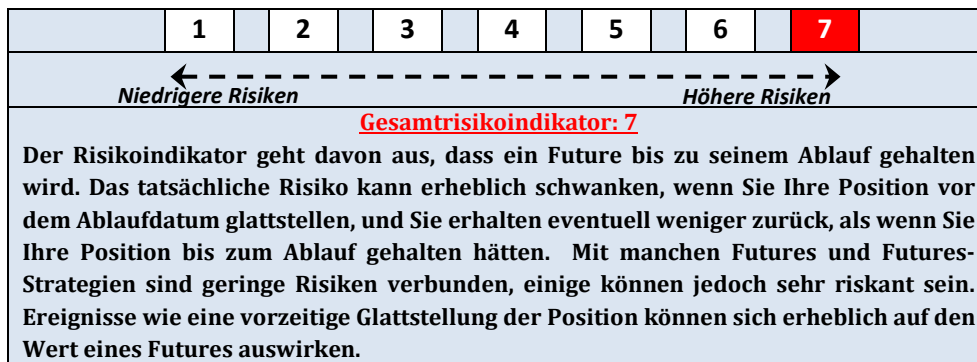 1 2 3 4 5 6 7
Niedrigere Risiken Höhere Risiken
Gesamtrisikoindikator: 7
Der Risikoindikator geht davon aus, dass ein Future bis zu seinem Ablauf gehalten
wird. Das tatsächliche Risiko kann erheblich schwanken, wenn Sie Ihre Position vor
dem Ablaufdatum glattstellen, und Sie erhalten eventuell weniger zurück, als wenn Sie
Ihre Position bis zum Ablauf gehalten hätten. Mit manchen Futures und Futures-
Strategien sind geringe Risiken verbunden, einige können jedoch sehr riskant sein.
Ereignisse wie eine vorzeitige Glattstellung der Position können sich erheblich auf den
Wert eines Futures auswirken.